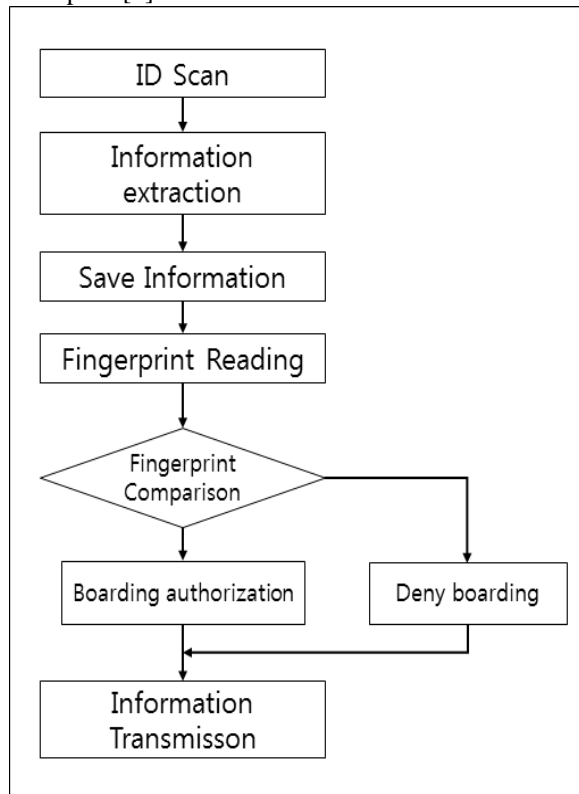 ID Scan
Information
extraction
Save Information
Fingerprint Reading
Fingerprint
Comparison
Boarding authorization
Deny boarding
Information
Transmisson